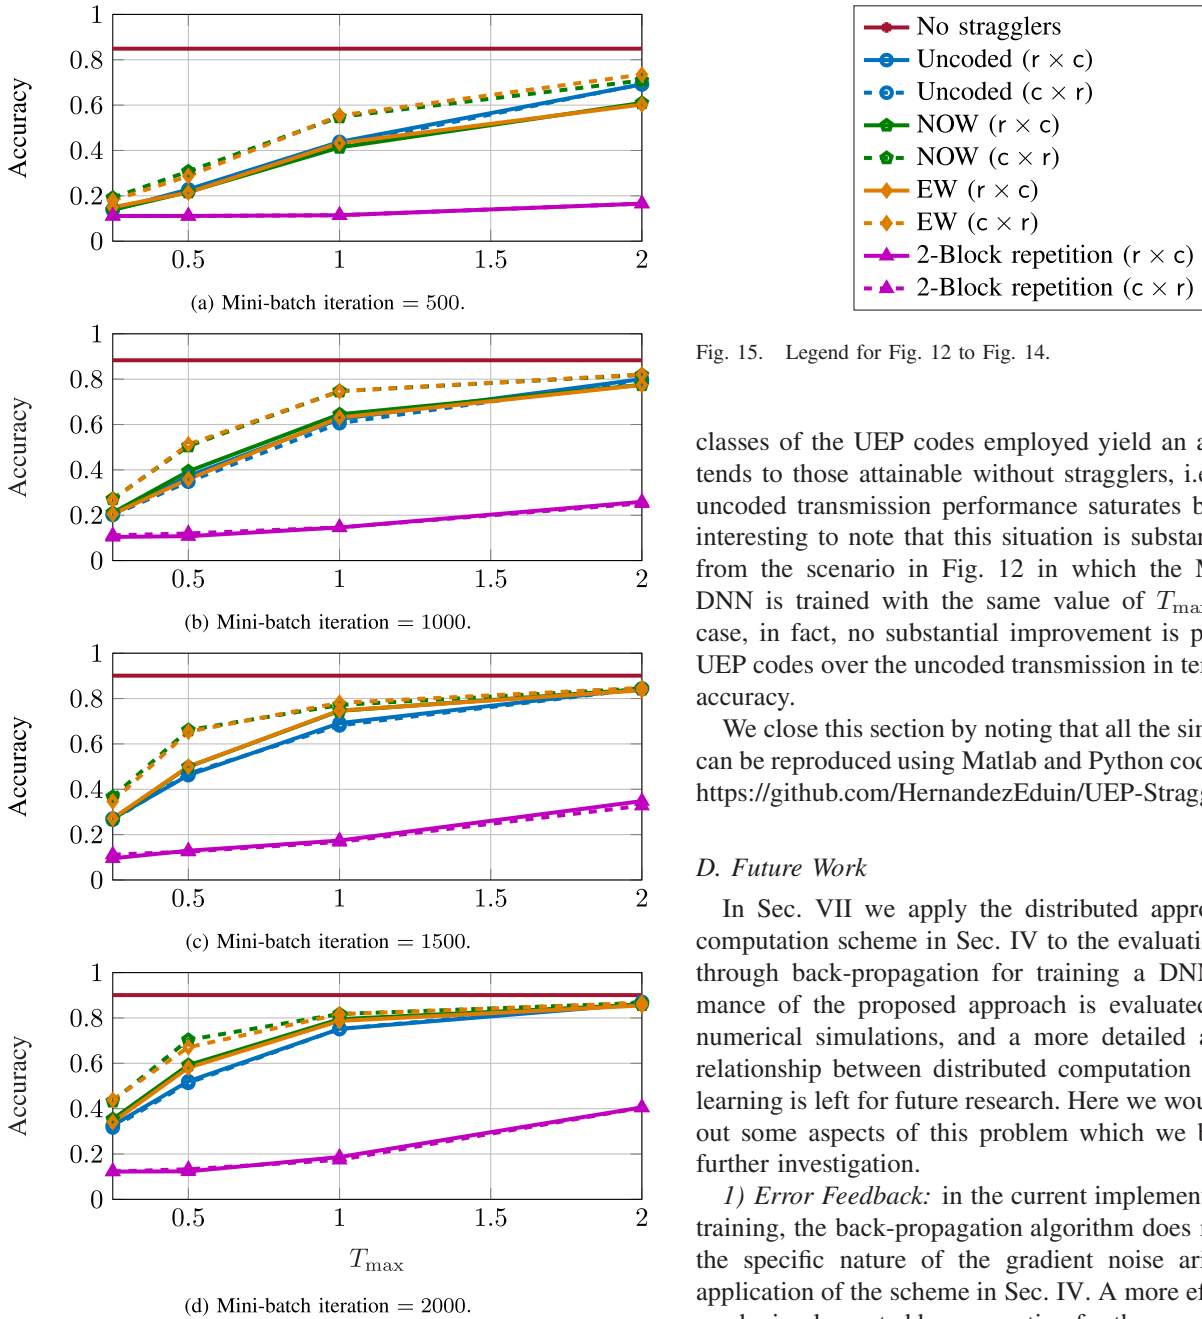 1
0.8
0.6
0.4
0.2
0
Accuracy
0.5 1 1.5 2
(a) Mini-batch iteration = 500.
1
0.8
0.6
0.4
0.2
0
Accuracy
0.5 1 1.5 2
(b) Mini-batch iteration = 1000.
1
0.8
0.6
0.4
0.2
0
Accuracy
0.5 1 1.5 2
(c) Mini-batch iteration = 1500.
1
0.8
0.6
0.4
0.2
0
Accuracy
0.5 1 1.5 2
T_max
(d) Mini-batch iteration = 2000.
No stragglers
Uncoded (r × c)
Uncoded (c × r)
NOW (r × c)
NOW (c × r)
EW (r × c)
EW (c × r)
2-Block repetition (r × c)
2-Block repetition (c × r)
Fig. 15. Legend for Fig. 12 to Fig. 14.
classes of the UEP codes employed yield an a
tends to those attainable without stragglers, i.e
uncoded transmission performance saturates b
interesting to note that this situation is substan
from the scenario in Fig. 12 in which the M
DNN is trained with the same value of T_max
case, in fact, no substantial improvement is p
UEP codes over the uncoded transmission in ter
accuracy.
We close this section by noting that all the sim
can be reproduced using Matlab and Python cod
https://github.com/HernandezEduin/UEP-Stragg
D. Future Work
In Sec. VII we apply the distributed appro
computation scheme in Sec. IV to the evaluati
through back-propagation for training a DNN
mance of the proposed approach is evaluated
numerical simulations, and a more detailed a
relationship between distributed computation
learning is left for future research. Here we wou
out some aspects of this problem which we b
further investigation.
1) Error Feedback: in the current implement
training, the back-propagation algorithm does n
the specific nature of the gradient noise ari
application of the scheme in Sec. IV. A more ef